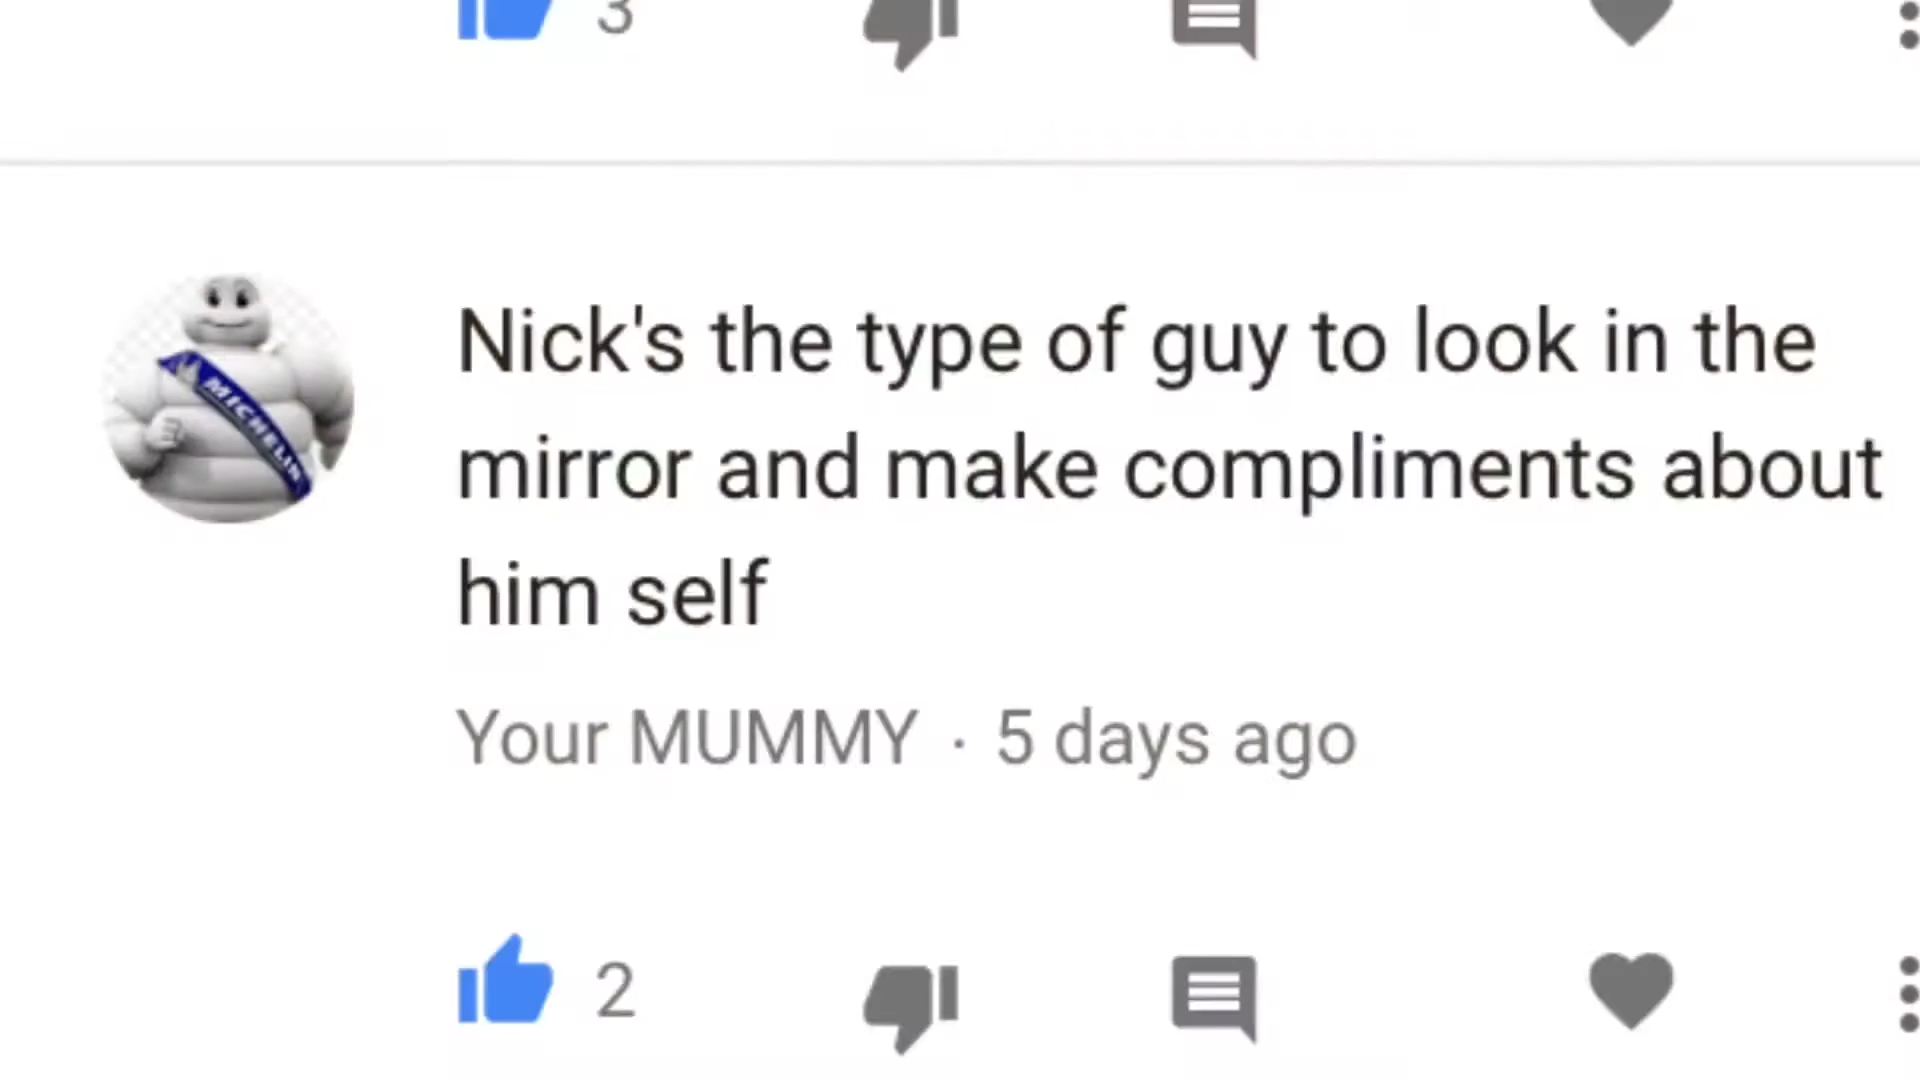 3
MICHELIN
Nick's the type of guy to look in the
mirror and make compliments about
him self
Your MUMMY · 5 days ago
2